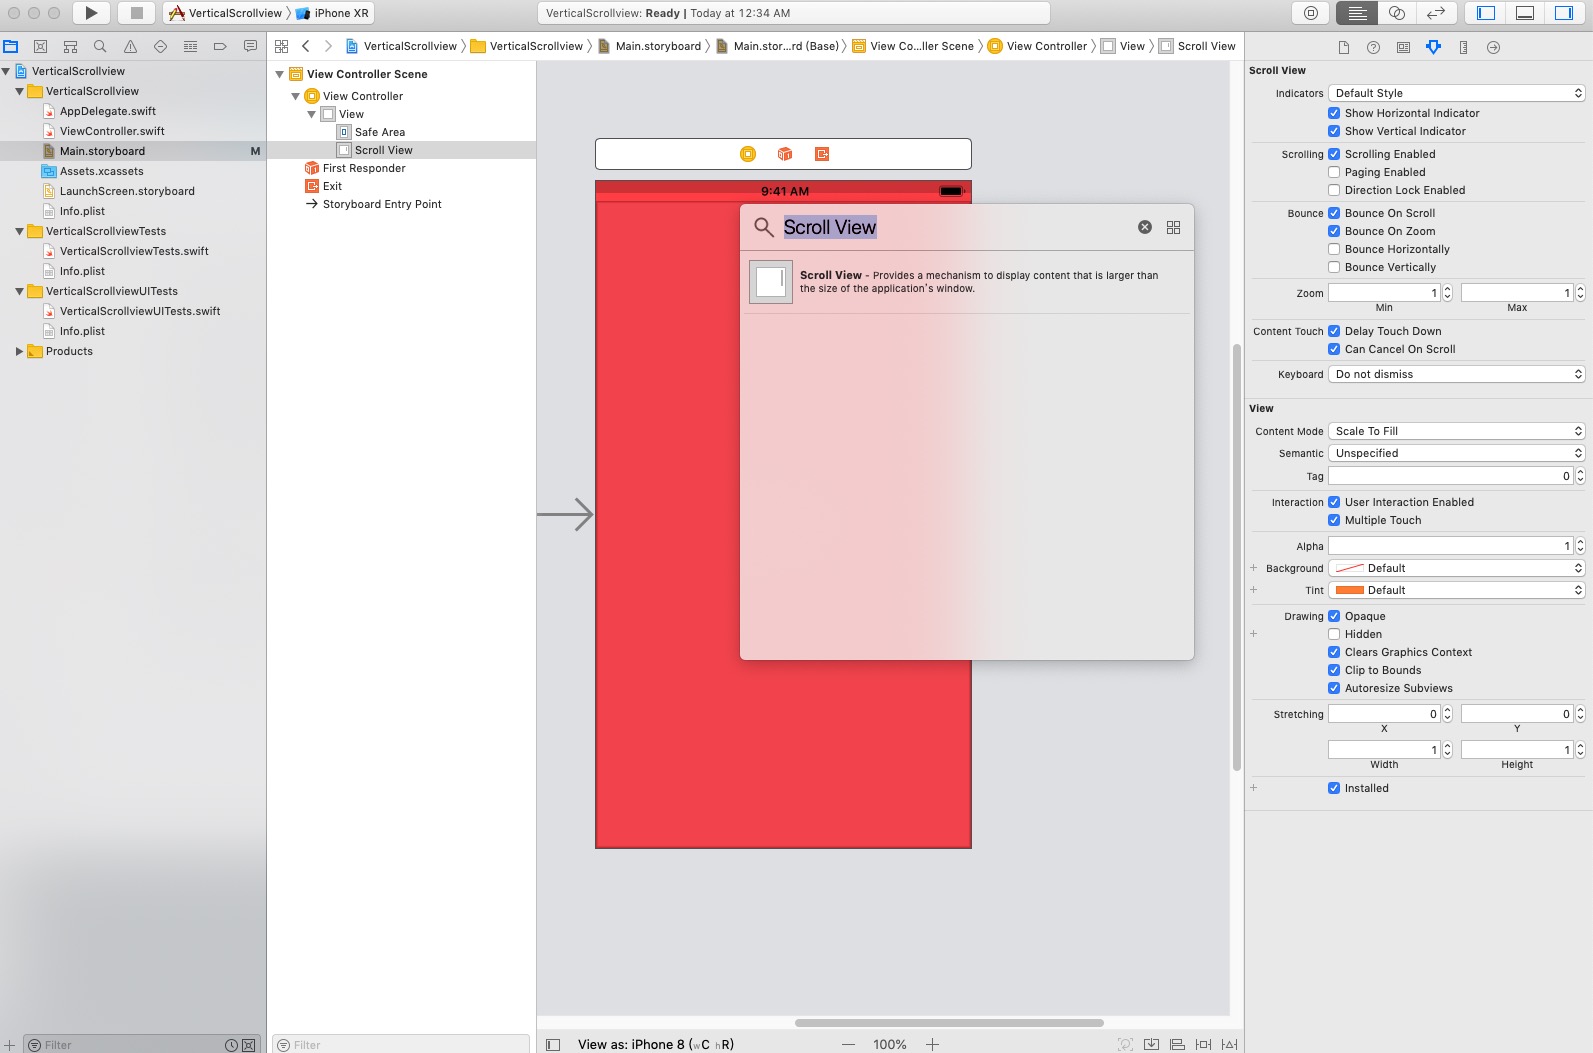 VerticalScrollview
iPhone XR
VerticalScrollview: Ready | Today at 12:34 AM
VerticalScrollview
VerticalScrollview
Main.storyboard
Main.stor...rd (Base)
View Co...ller Scene
View Controller
View
Scroll View
VerticalScrollview
VerticalScrollview
AppDelegate.swift
ViewController.swift
Main.storyboard M
Assets.xcassets
LaunchScreen.storyboard
Info.plist
VerticalScrollviewTests
VerticalScrollviewTests.swift
Info.plist
VerticalScrollviewUITests
VerticalScrollviewUITests.swift
Info.plist
Products
Filter
View Controller Scene
View Controller
View
Safe Area
Scroll View
First Responder
Exit
Storyboard Entry Point
Filter
9:41 AM
Scroll View
Scroll View - Provides a mechanism to display content that is larger than
the size of the application's window.
View as: iPhone 8 (wC hR)
100%
Scroll View
Indicators Default Style
Show Horizontal Indicator
Show Vertical Indicator
Scrolling Scrolling Enabled
Paging Enabled
Direction Lock Enabled
Bounce Bounce On Scroll
Bounce On Zoom
Bounce Horizontally
Bounce Vertically
Zoom 1 1
Min Max
Content Touch Delay Touch Down
Can Cancel On Scroll
Keyboard Do not dismiss
View
Content Mode Scale To Fill
Semantic Unspecified
Tag 0
Interaction User Interaction Enabled
Multiple Touch
Alpha 1
+ Background Default
+ Tint Default
Drawing Opaque
+ Hidden
Clears Graphics Context
Clip to Bounds
Autoresize Subviews
Stretching 0 0
X Y
1 1
Width Height
+ Installed